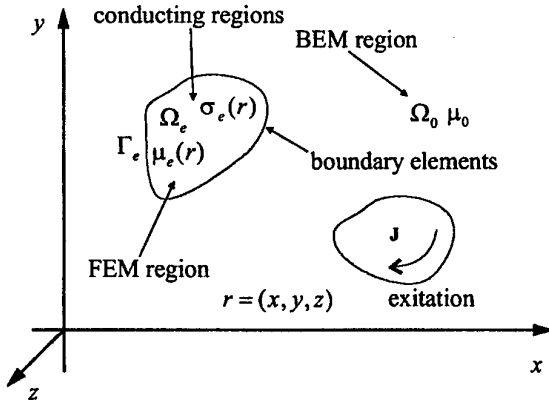 conducting regions
y
BEM region
Ω_e σ_e(r)
Ω_0 μ_0
Γ_e μ_e(r)
boundary elements
J
FEM region
r = (x, y, z)
exitation
x
z